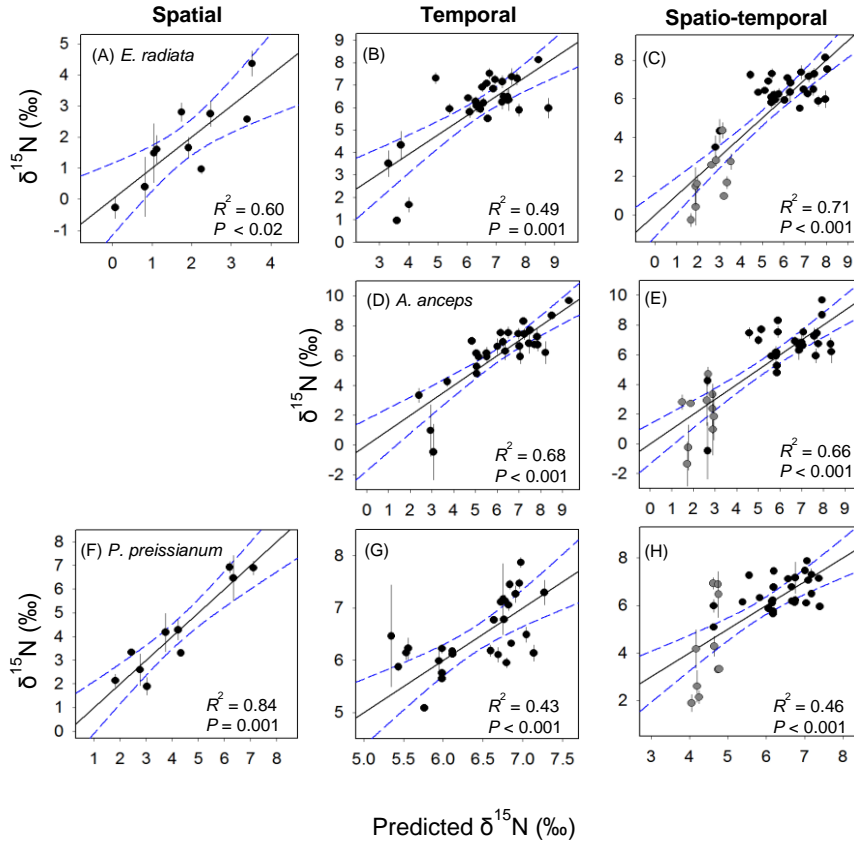 Spatial Temporal Spatio-temporal
(A) E. radiata
5
4
3
2
1
0
-1
0 1 2 3 4
R² = 0.60
P < 0.02
(B)
10
9
8
7
6
5
4
3
2
1
0
3 4 5 6 7 8 9
R² = 0.49
P = 0.001
(C)
8
6
4
2
0
-1 0 1 2 3 4 5 6 7 8 9
R² = 0.71
P <0.001
δ¹⁵N (‰)
(D) A. anceps
10
8
6
4
2
0
-2
0 1 2 3 4 5 6 7 8 9
R² = 0.68
P < 0.001
(E)
10
8
6
4
2
0
-2
0 1 2 3 4 5 6 7 8 9
R² = 0.66
P < 0.001
δ¹⁵N (‰)
(F) P. preissianum
8
7
6
5
4
3
2
1
0
1 2 3 4 5 6 7 8
R² = 0.84
P = 0.001
(G)
8
7
6
5
5.0 5.5 6.0 6.5 7.0 7.5
R² = 0.43
P < 0.001
(H)
8
6
4
2
3 4 5 6 7 8
R² = 0.46
P <0.001
δ¹⁵N (‰)
Predicted δ¹⁵N (‰)